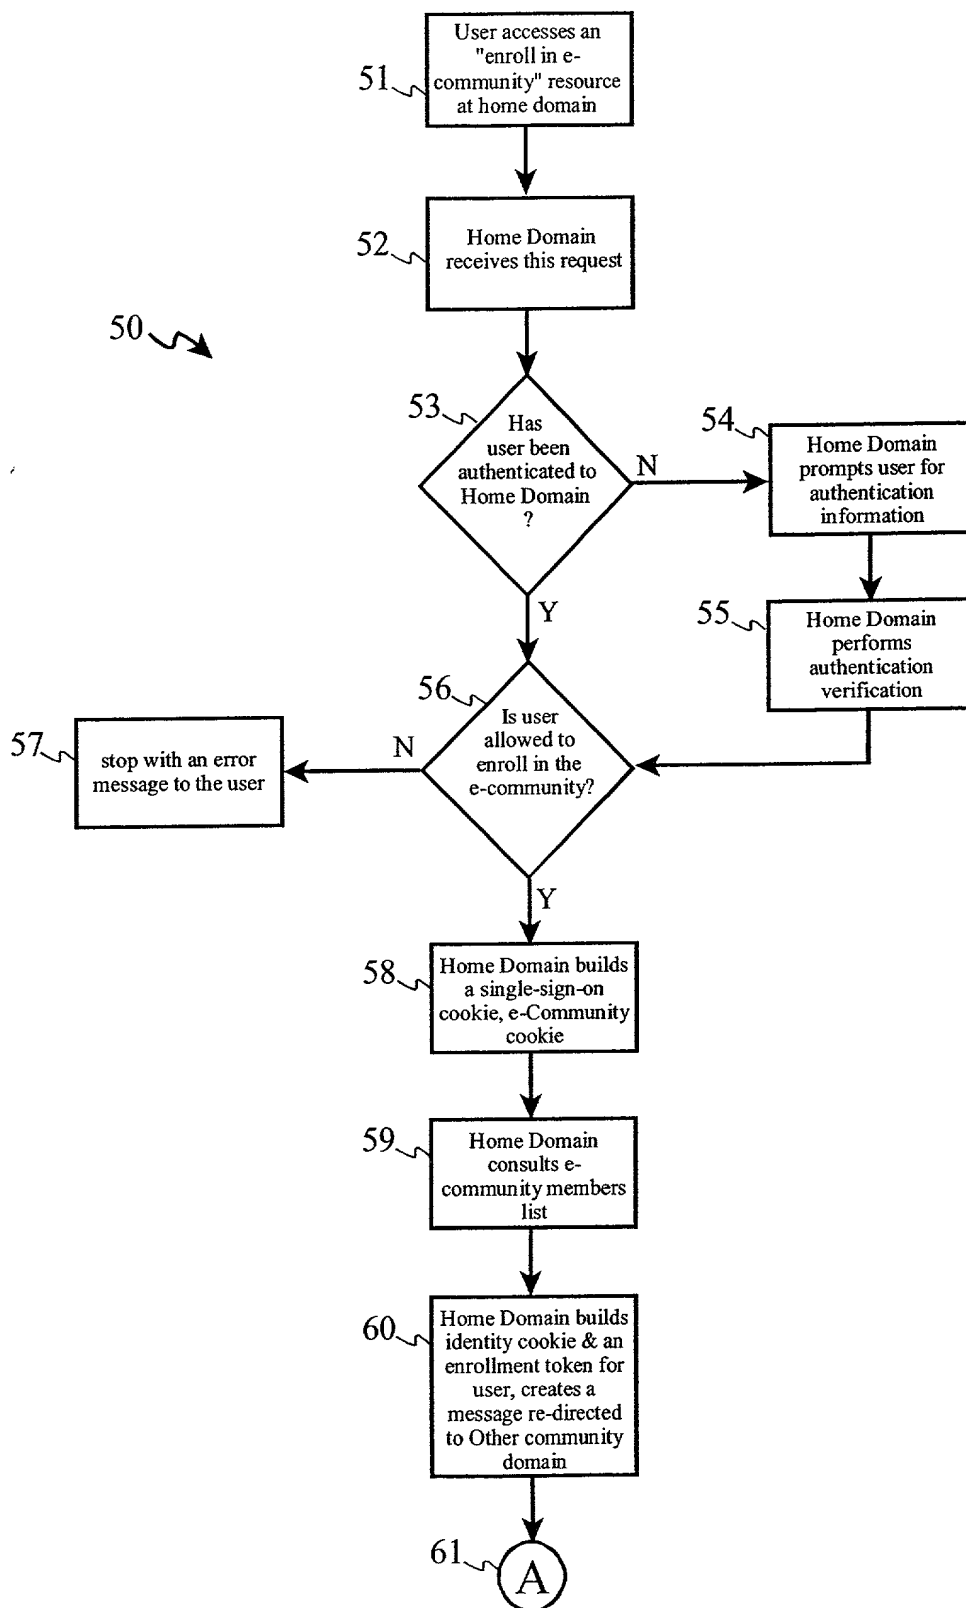 User accesses an
"enroll in e-
community" resource
at home domain
51
Home Domain
receives this request
52
50
53
Has
user been
authenticated to
Home Domain
?
N
Y
54
Home Domain
prompts user for
authentication
information
55
Home Domain
performs
authentication
verification
56
Is user
allowed to
enroll in the
e-community?
N
Y
57
stop with an error
message to the user
58
Home Domain builds
a single-sign-on
cookie, e-Community
cookie
59
Home Domain
consults e-
community members
list
60
Home Domain builds
identity cookie & an
enrollment token for
user, creates a
message re-directed
to Other community
domain
61
A